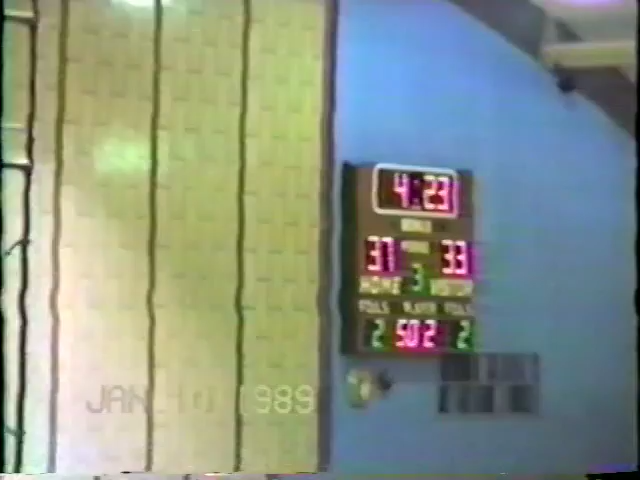 4:23
37 33
HOME 3 VISITOR
FOULS PLAYER FOULS
2 50 2 2
JAN 10 1989